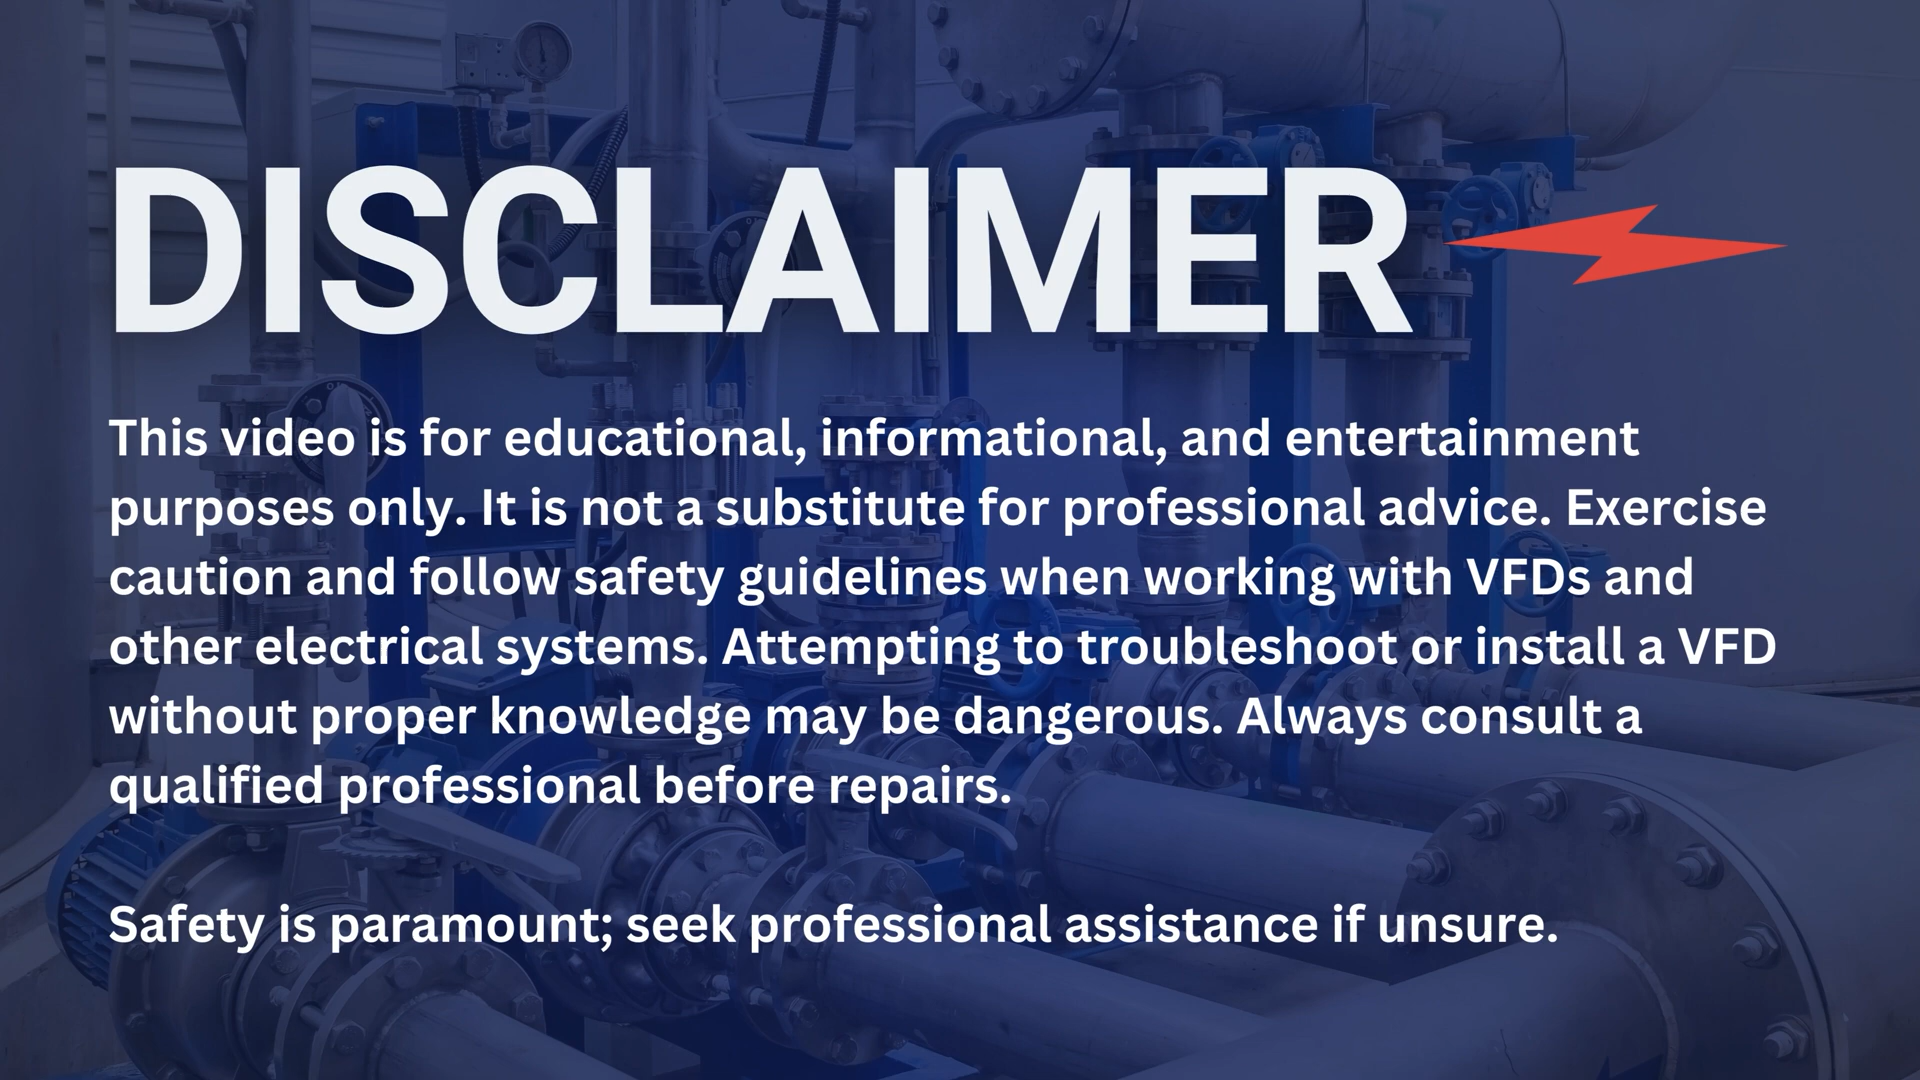 DISCLAIMER
This video is for educational, informational, and entertainment
purposes only. It is not a substitute for professional advice. Exercise
caution and follow safety guidelines when working with VFDs and
other electrical systems. Attempting to troubleshoot or install a VFD
without proper knowledge may be dangerous. Always consult a
qualified professional before repairs.
Safety is paramount; seek professional assistance if unsure.